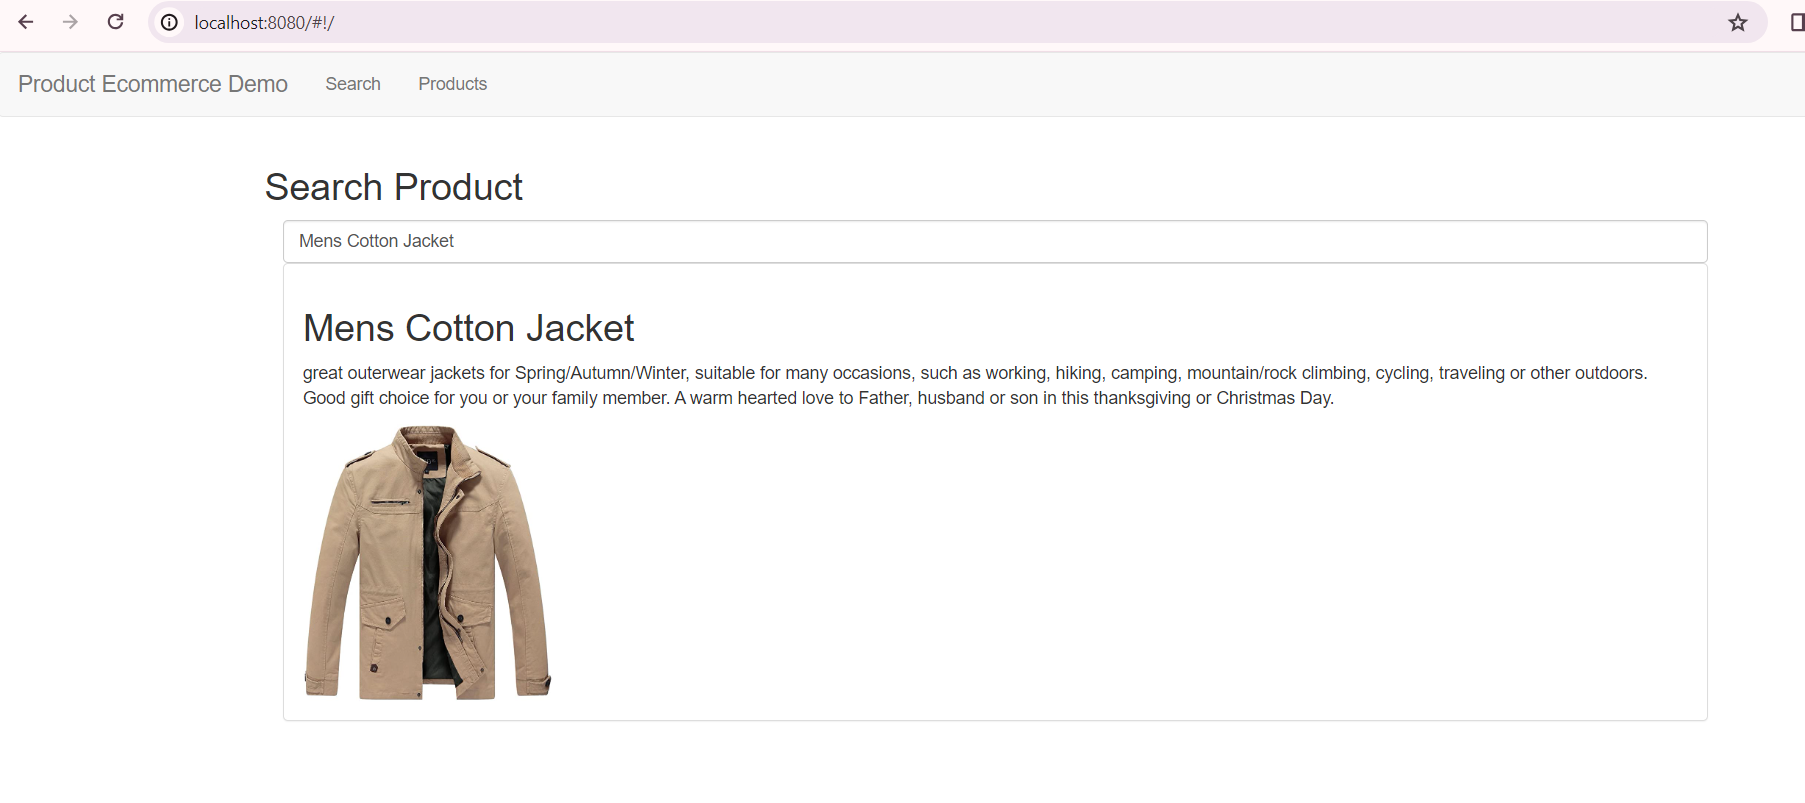 localhost:8080/#!/
Product Ecommerce Demo Search Products
Search Product
Mens Cotton Jacket
Mens Cotton Jacket
great outerwear jackets for Spring/Autumn/Winter, suitable for many occasions, such as working, hiking, camping, mountain/rock climbing, cycling, traveling or other outdoors.
Good gift choice for you or your family member. A warm hearted love to Father, husband or son in this thanksgiving or Christmas Day.